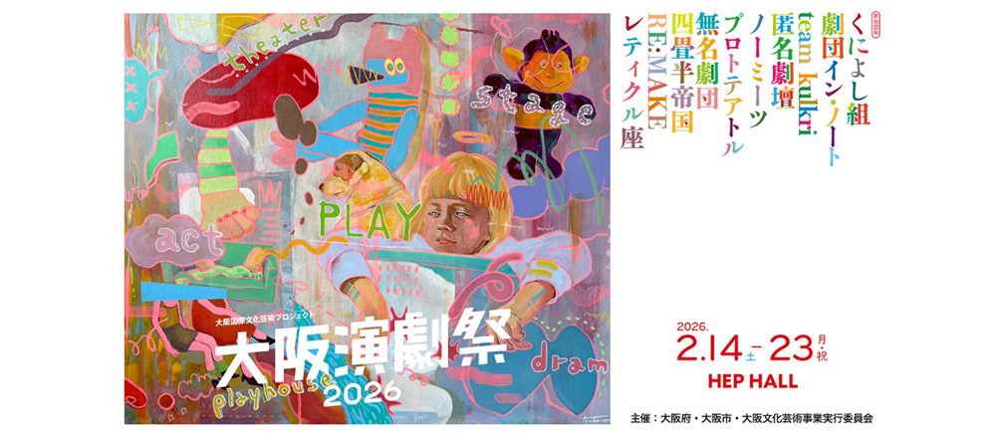 theater
stage
PLAY
act
大阪国際文化芸術プロジェクト
大阪演劇祭
2026
playhouse
dram
参加団体
くによし組
劇団イン・ノート
team kulkri
匿名劇壇
ノーミーツ
プロトテアトル
無名劇団
四畳半帝国
RE:MAKE
レティクル座
2026.
2.14土–23月・祝
HEP HALL
主催：大阪府・大阪市・大阪文化芸術事業実行委員会